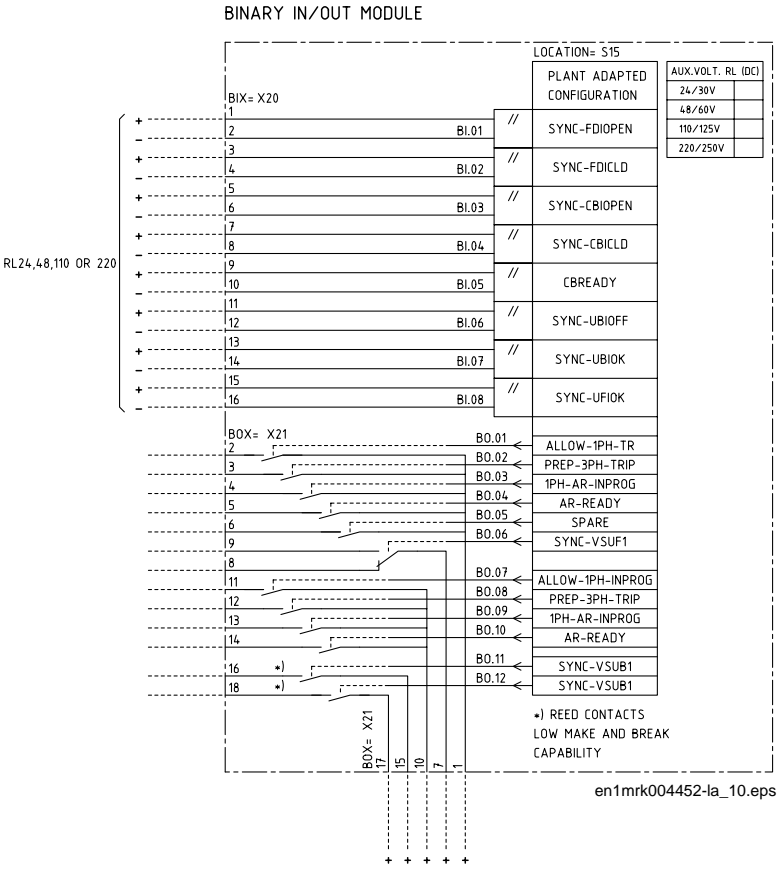 BINARY IN/OUT MODULE
LOCATION= S15
PLANT ADAPTED
CONFIGURATION
AUX.VOLT. RL (DC)
24/30V
48/60V
110/125V
220/250V
BIX= X20
RL24,48,110 OR 220
+ 1
- 2 BI.01 // SYNC-FDIOPEN
+ 3
- 4 BI.02 // SYNC-FDICLD
+ 5
- 6 BI.03 // SYNC-CBIOPEN
+ 7
- 8 BI.04 // SYNC-CBICLD
+ 9
- 10 BI.05 // CBREADY
+ 11
- 12 BI.06 // SYNC-UBIOFF
+ 13
- 14 BI.07 // SYNC-UBIOK
+ 15
- 16 BI.08 // SYNC-UFIOK
BOX= X21
2 BO.01 ALLOW-1PH-TR
3 BO.02 PREP-3PH-TRIP
4 BO.03 1PH-AR-INPROG
5 BO.04 AR-READY
6 BO.05 SPARE
9 BO.06 SYNC-VSUF1
8
11 BO.07 ALLOW-1PH-INPROG
12 BO.08 PREP-3PH-TRIP
13 BO.09 1PH-AR-INPROG
14 BO.10 AR-READY
16 *) BO.11 SYNC-VSUB1
18 *) BO.12 SYNC-VSUB1
*) REED CONTACTS
LOW MAKE AND BREAK
CAPABILITY
BOX= X21
17 15 10 7 1
en1mrk004452-la_10.eps
+ + + + +